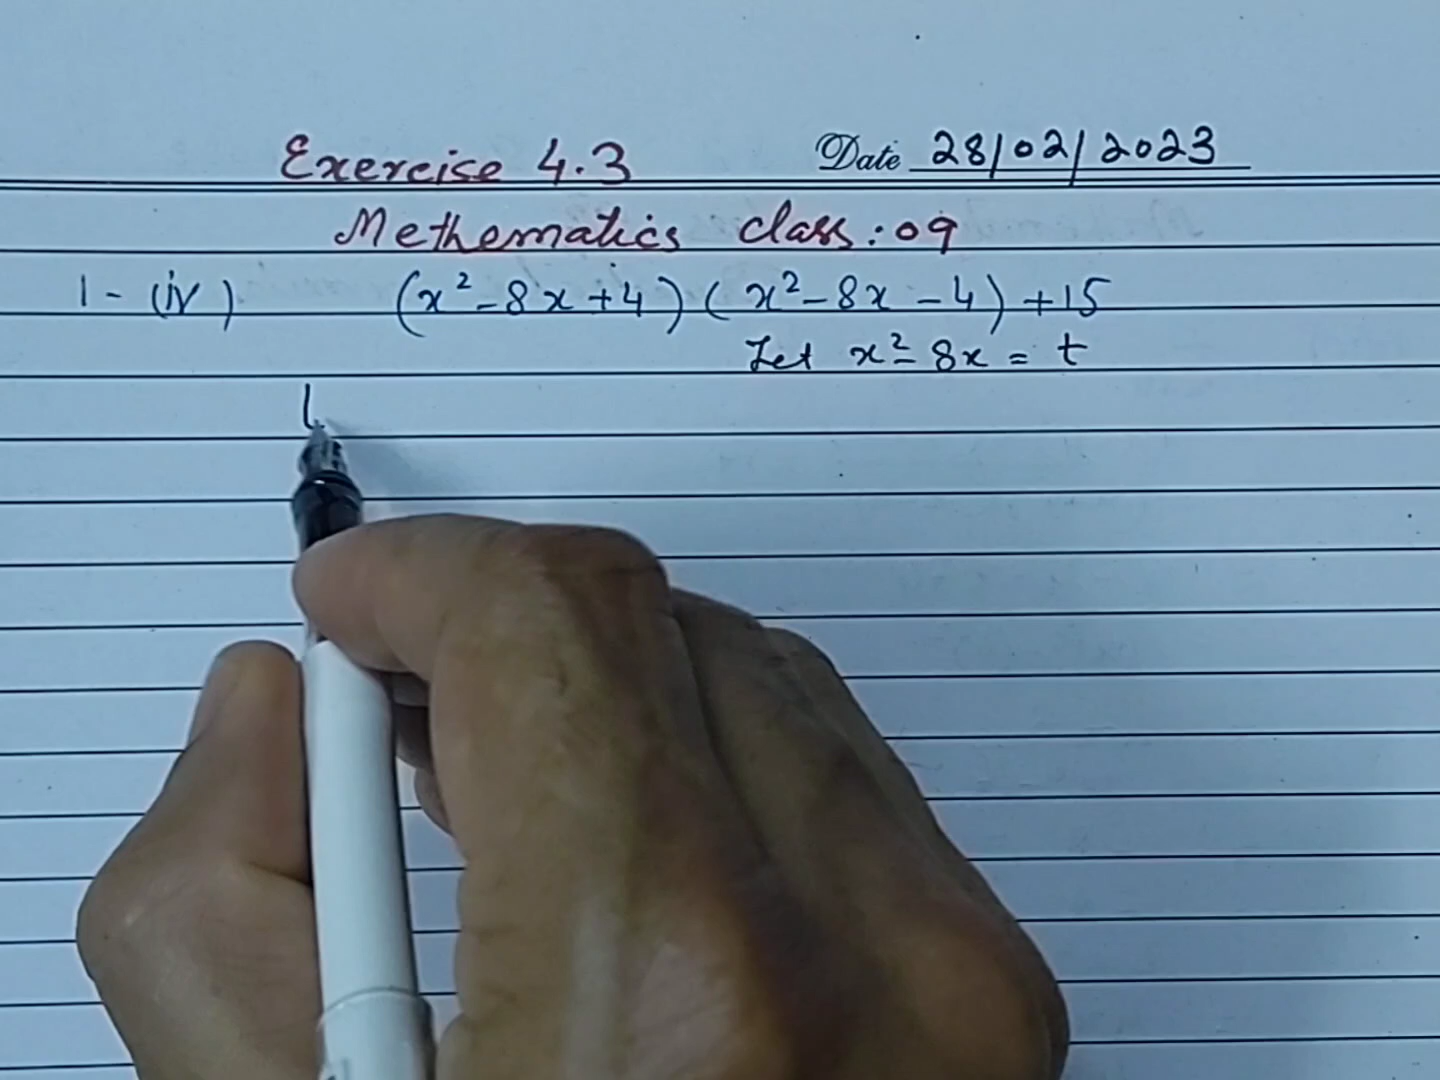 Exercise 4.3 Date 28/02/2023
Methematics class: 09
1 - (iv) (x² - 8x + 4) (x² - 8x - 4) + 15
Let x² - 8x = t
(